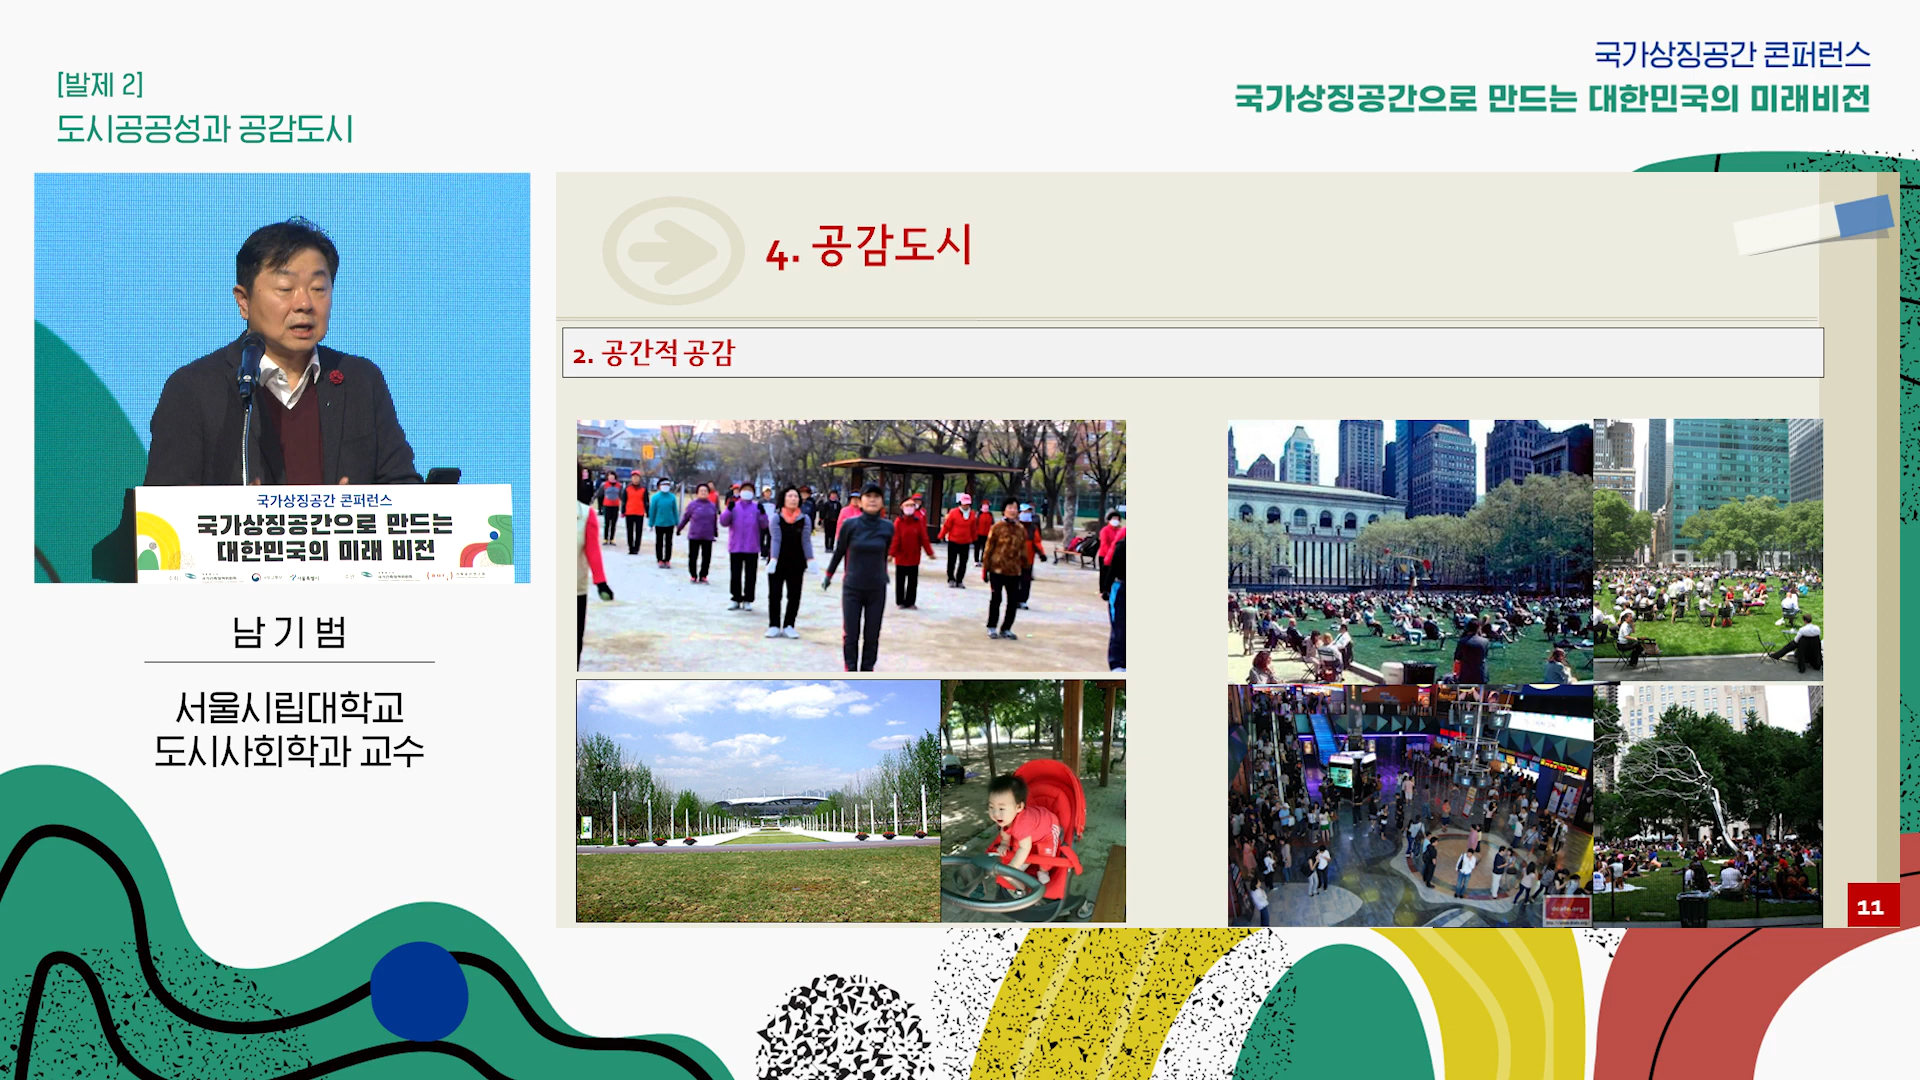 [발제 2]
도시공공성과 공감도시
국가상징공간 콘퍼런스
국가상징공간으로 만드는 대한민국의 미래비전
4. 공감도시
2. 공간적 공감
국가상징공간 콘퍼런스
국가상징공간으로 만드는
대한민국의 미래 비전
남기범
서울시립대학교
도시사회학과 교수
11